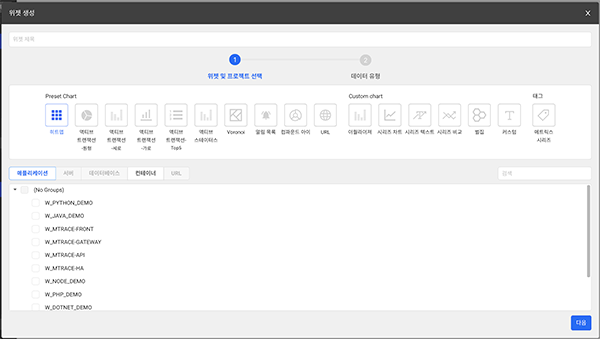 위젯 생성
위젯 제목
1
2
위젯 및 프로젝트 선택
데이터 유형
Preset Chart
Custom chart
태그
히트맵
액티브
트랜잭션
-원형
액티브
트랜잭션
-세로
액티브
트랜잭션
-가로
액티브
트랜잭션-
Top5
액티브
스테이터스
Voronoi
알림 목록
컴파운드 아이
URL
이퀄라이저
시리즈 차트
시리즈 텍스트
시리즈 비교
벌집
커스텀
메트릭스
시리즈
애플리케이션
서버
데이터베이스
컨테이너
URL
검색
(No Groups)
W_PYTHON_DEMO
W_JAVA_DEMO
W_MTRACE-FRONT
W_MTRACE-GATEWAY
W_MTRACE-API
W_MTRACE-HA
W_NODE_DEMO
W_PHP_DEMO
W_DOTNET_DEMO
다음